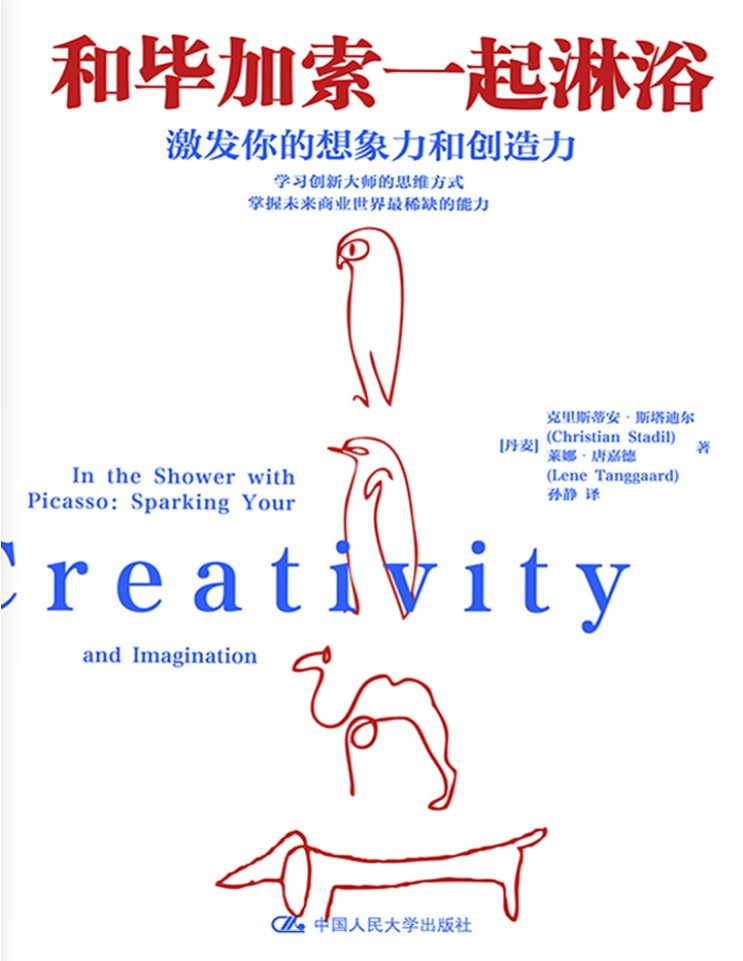 和毕加索一起淋浴
激发你的想象力和创造力
学习创新大师的思维方式
掌握未来商业世界最稀缺的能力
克里斯蒂安·斯塔迪尔
[丹麦] (Christian Stadil) 著
莱娜·唐嘉德
(Lene Tanggaard)
孙静 译
In the Shower with
Picasso: Sparking Your
Creativity
and Imagination
中国人民大学出版社